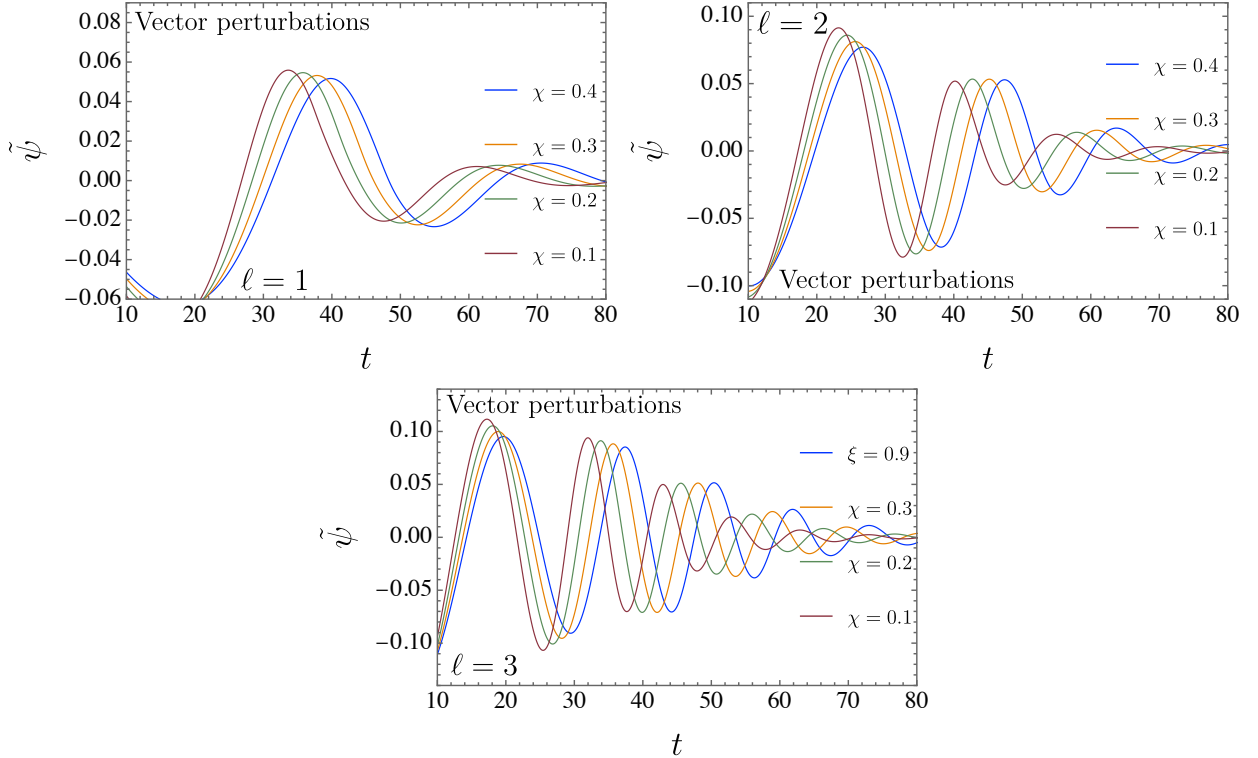 Vector perturbations
0.08
0.06
0.04
0.02
0.00
−0.02
−0.04
−0.06
ψ̃
χ = 0.4
χ = 0.3
χ = 0.2
χ = 0.1
ℓ = 1
10 20 30 40 50 60 70 80
t
ℓ = 2
0.10
0.05
0.00
−0.05
−0.10
ψ̃
χ = 0.4
χ = 0.3
χ = 0.2
χ = 0.1
Vector perturbations
10 20 30 40 50 60 70 80
t
Vector perturbations
0.10
0.05
0.00
−0.05
−0.10
ψ̃
ξ = 0.9
χ = 0.3
χ = 0.2
χ = 0.1
ℓ = 3
10 20 30 40 50 60 70 80
t